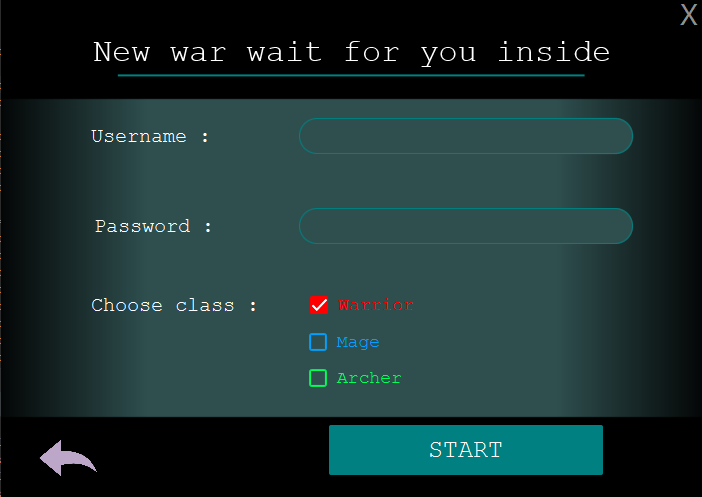 X
New war wait for you inside
Username :
Password :
Choose class :
Warrior
Mage
Archer
START